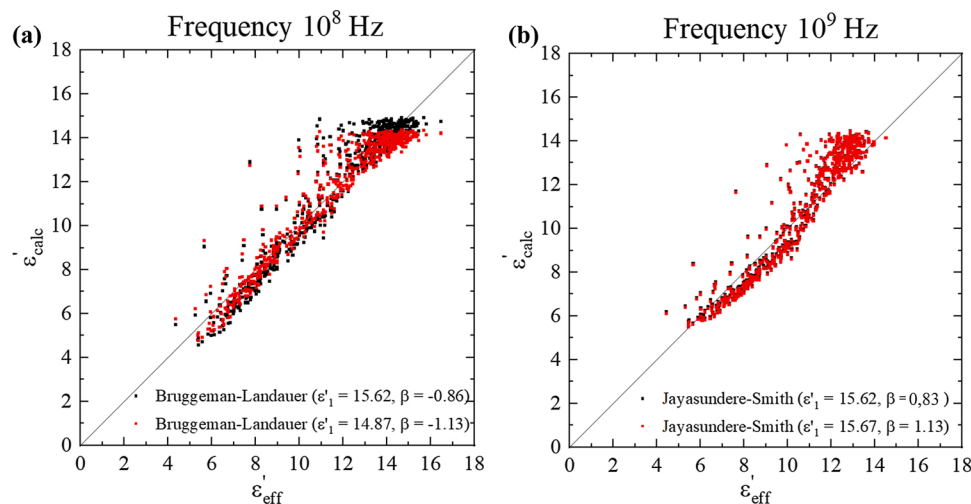 Frequency 10⁸ Hz
(a)
18
16
14
12
10
8
6
4
2
0
ε'calc
0 2 4 6 8 10 12 14 16 18
ε'eff
Bruggeman-Landauer (ε'₁ = 15.62, β = -0.86)
Bruggeman-Landauer (ε'₁ = 14.87, β = -1.13)
Frequency 10⁹ Hz
(b)
18
16
14
12
10
8
6
4
2
0
ε'calc
0 2 4 6 8 10 12 14 16 18
ε'eff
Jayasundere-Smith (ε'₁ = 15.62, β = 0,83 )
Jayasundere-Smith (ε'₁ = 15.67, β = 1.13)